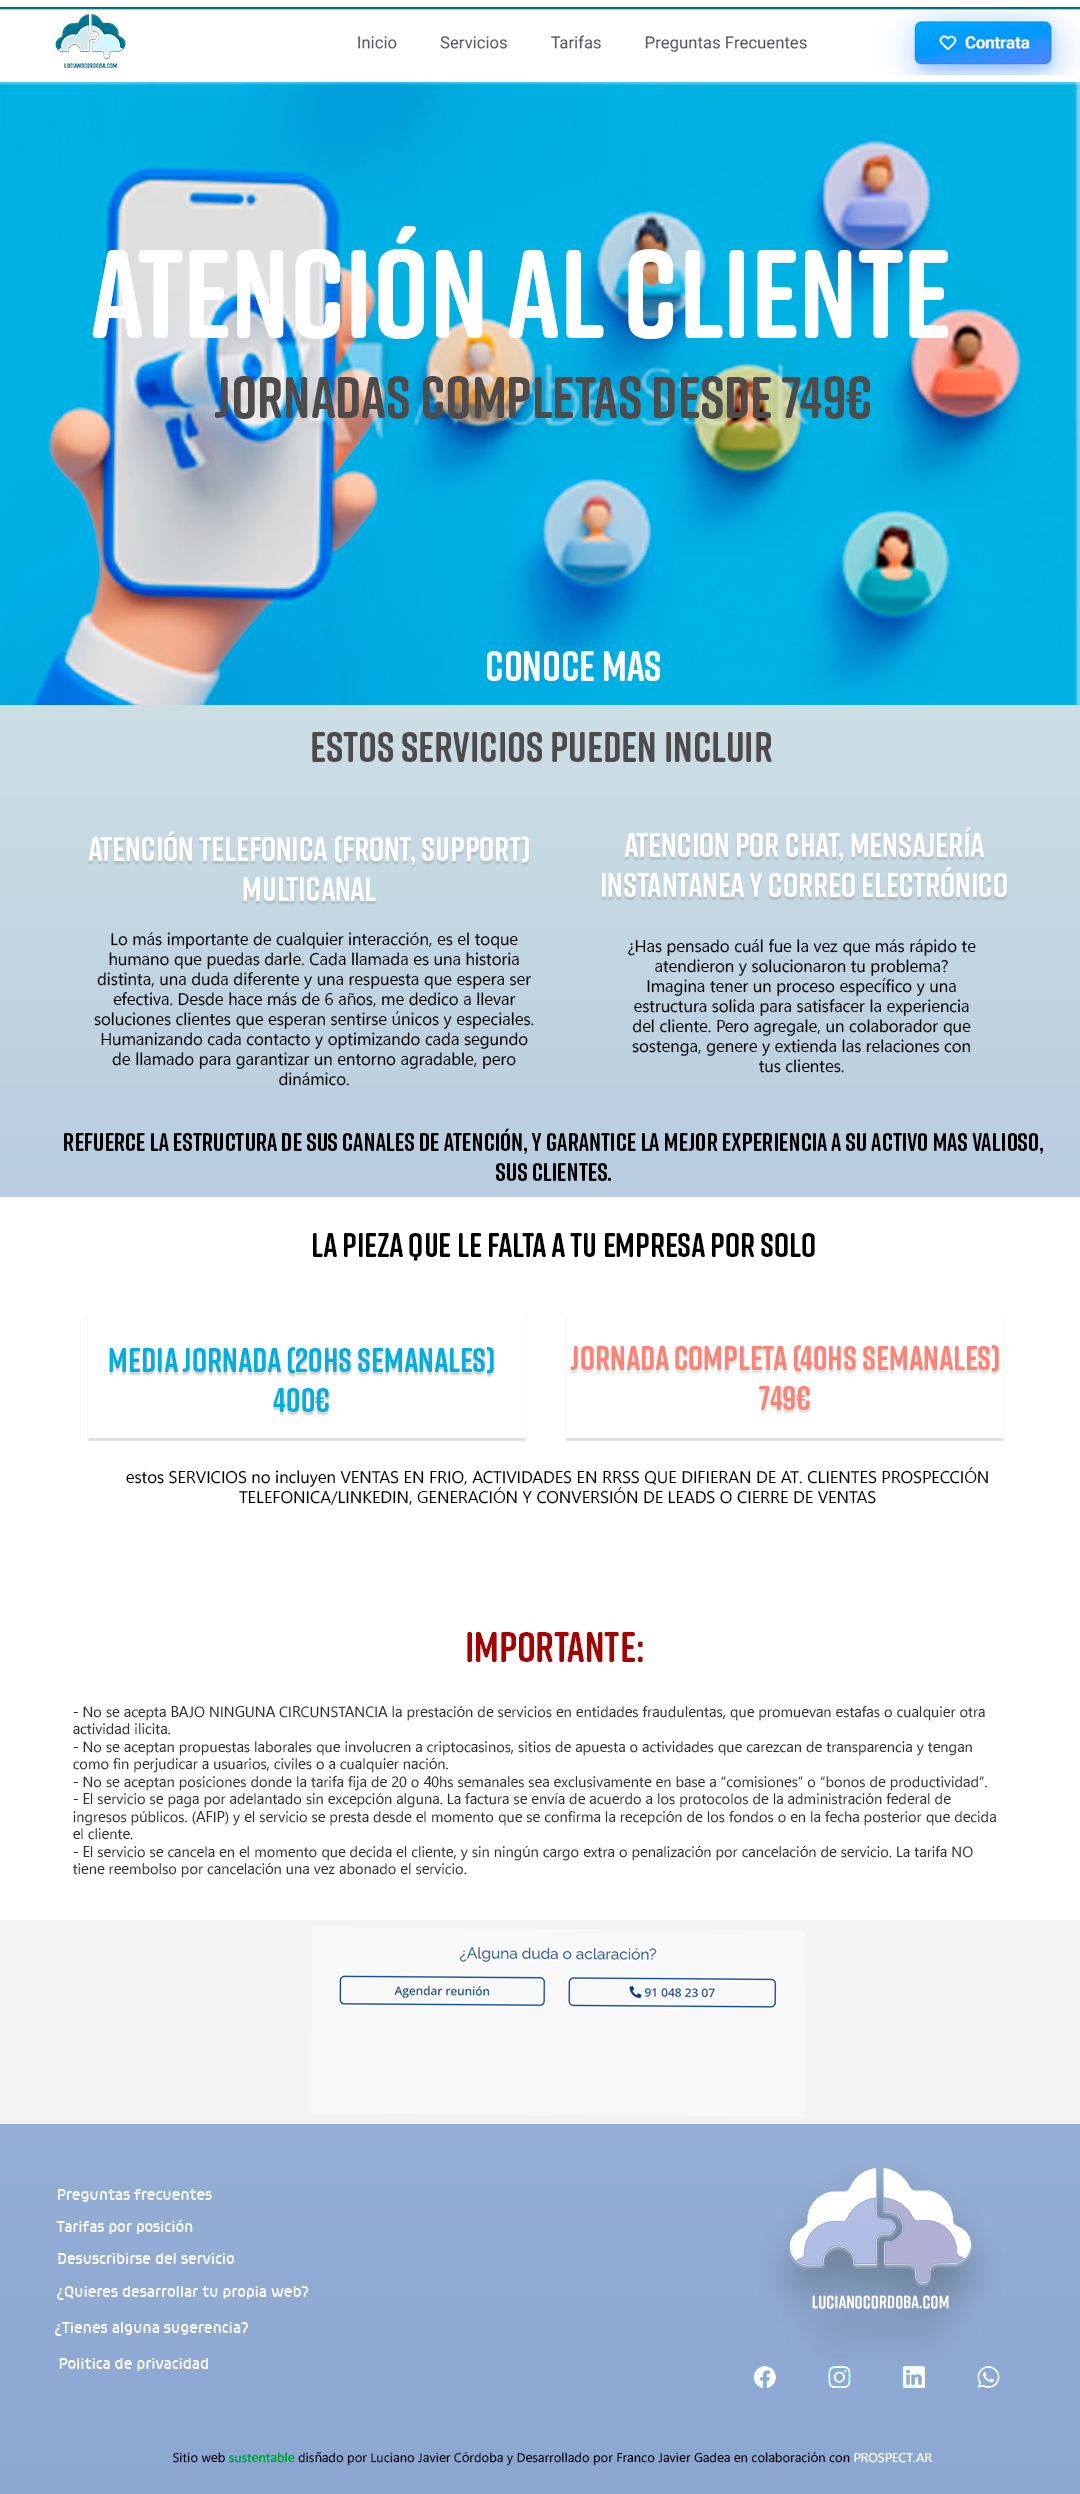 LUCIANOCORDOBA.COM
Inicio
Servicios
Tarifas
Preguntas Frecuentes
Contrata
ATENCIÓN AL CLIENTE
JORNADAS COMPLETAS DESDE 749€
CONOCE MAS
ESTOS SERVICIOS PUEDEN INCLUIR
ATENCIÓN TELEFONICA (FRONT, SUPPORT)
MULTICANAL
Lo más importante de cualquier interacción, es el toque
humano que puedas darle. Cada llamada es una historia
distinta, una duda diferente y una respuesta que espera ser
efectiva. Desde hace más de 6 años, me dedico a llevar
soluciones clientes que esperan sentirse únicos y especiales.
Humanizando cada contacto y optimizando cada segundo
de llamado para garantizar un entorno agradable, pero
dinámico.
ATENCION POR CHAT, MENSAJERÍA
INSTANTANEA Y CORREO ELECTRÓNICO
¿Has pensado cuál fue la vez que más rápido te
atendieron y solucionaron tu problema?
Imagina tener un proceso específico y una
estructura solida para satisfacer la experiencia
del cliente. Pero agregale, un colaborador que
sostenga, genere y extienda las relaciones con
tus clientes.
REFUERCE LA ESTRUCTURA DE SUS CANALES DE ATENCIÓN, Y GARANTICE LA MEJOR EXPERIENCIA A SU ACTIVO MAS VALIOSO,
SUS CLIENTES.
LA PIEZA QUE LE FALTA A TU EMPRESA POR SOLO
MEDIA JORNADA (20HS SEMANALES)
400€
JORNADA COMPLETA (40HS SEMANALES)
749€
estos SERVICIOS no incluyen VENTAS EN FRIO, ACTIVIDADES EN RRSS QUE DIFIERAN DE AT. CLIENTES PROSPECCIÓN
TELEFONICA/LINKEDIN, GENERACIÓN Y CONVERSIÓN DE LEADS O CIERRE DE VENTAS
IMPORTANTE:
- No se acepta BAJO NINGUNA CIRCUNSTANCIA la prestación de servicios en entidades fraudulentas, que promuevan estafas o cualquier otra
actividad ilicita.
- No se aceptan propuestas laborales que involucren a criptocasinos, sitios de apuesta o actividades que carezcan de transparencia y tengan
como fin perjudicar a usuarios, civiles o a cualquier nación.
- No se aceptan posiciones donde la tarifa fija de 20 o 40hs semanales sea exclusivamente en base a “comisiones” o “bonos de productividad”.
- El servicio se paga por adelantado sin excepción alguna. La factura se envía de acuerdo a los protocolos de la administración federal de
ingresos públicos. (AFIP) y el servicio se presta desde el momento que se confirma la recepción de los fondos o en la fecha posterior que decida
el cliente.
- El servicio se cancela en el momento que decida el cliente, y sin ningún cargo extra o penalización por cancelación de servicio. La tarifa NO
tiene reembolso por cancelación una vez abonado el servicio.
¿Alguna duda o aclaración?
Agendar reunión
91 048 23 07
Preguntas frecuentes
Tarifas por posición
Desuscribirse del servicio
¿Quieres desarrollar tu propia web?
¿Tienes alguna sugerencia?
Politica de privacidad
LUCIANOCORDOBA.COM
Sitio web sustentable disñado por Luciano Javier Córdoba y Desarrollado por Franco Javier Gadea en colaboración con PROSPECT.AR